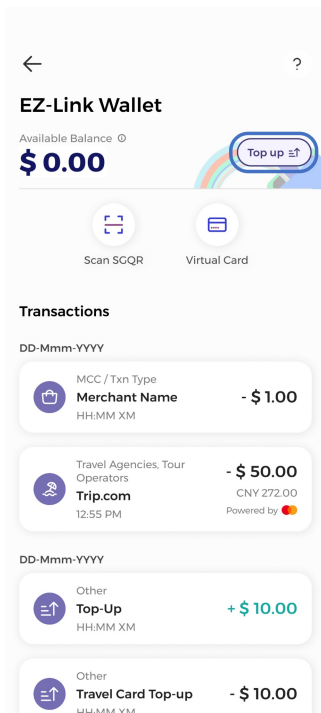 ?
EZ-Link Wallet
Available Balance
$ 0.00
Top up
Scan SGQR
Virtual Card
Transactions
DD-Mmm-YYYY
MCC / Txn Type
Merchant Name
- $ 1.00
HH:MM XM
Travel Agencies, Tour
Operators
Trip.com
12:55 PM
- $ 50.00
CNY 272.00
Powered by
DD-Mmm-YYYY
Other
Top-Up
+ $ 10.00
HH:MM XM
Other
Travel Card Top-up
- $ 10.00
HH:MM XM